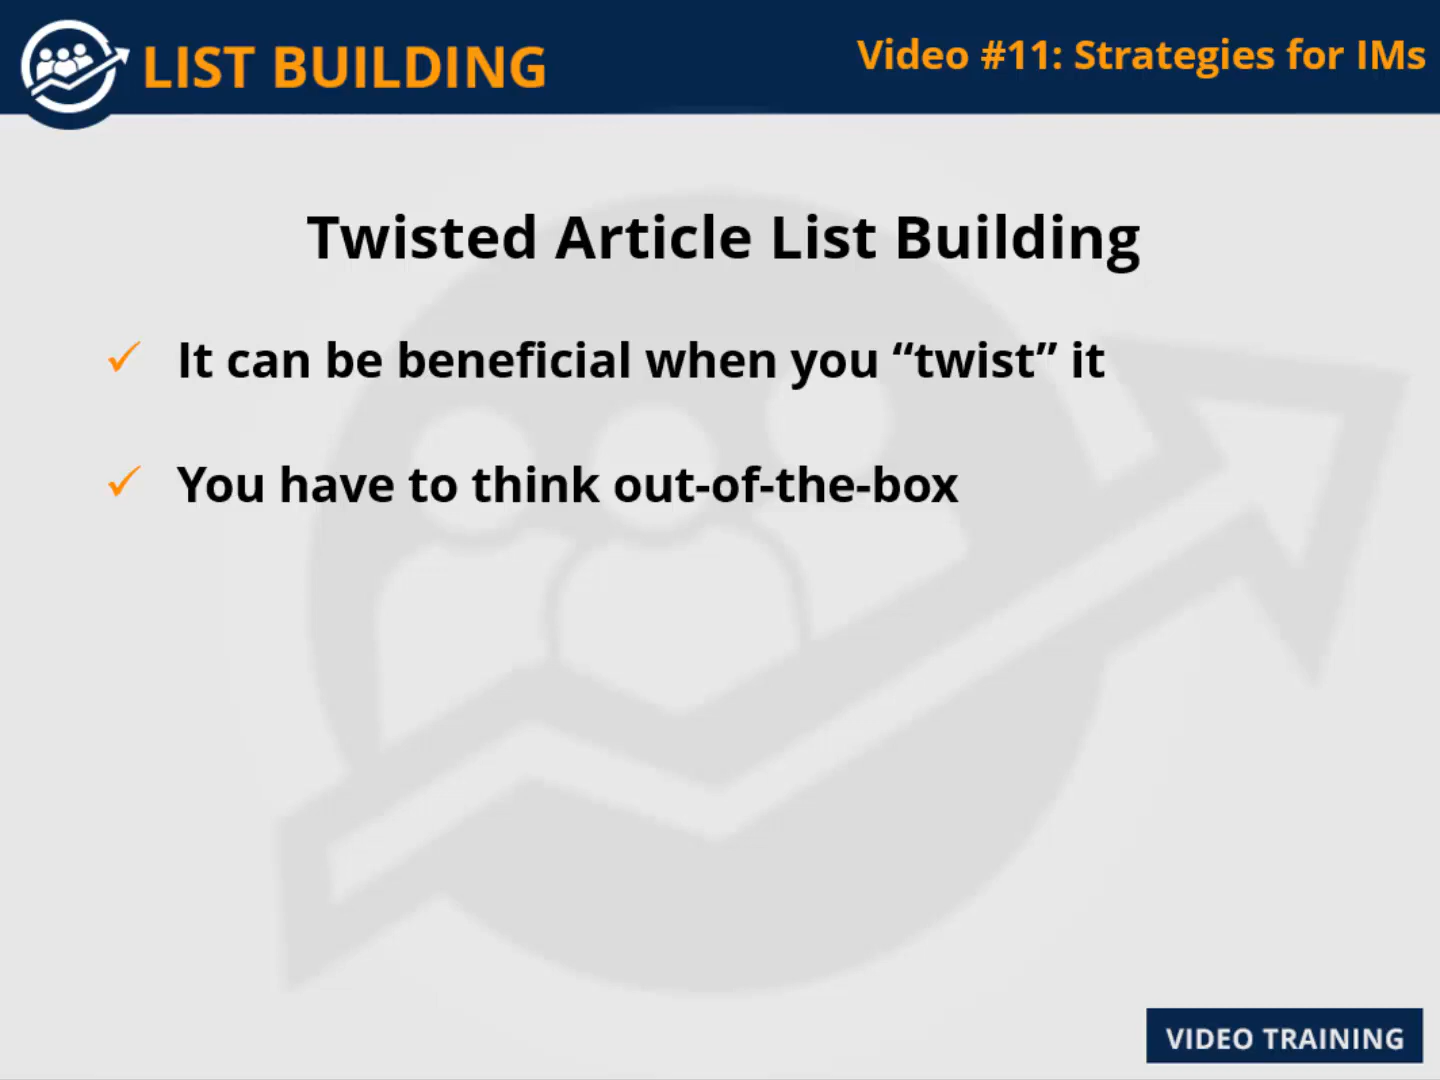 LIST BUILDING
Video #11: Strategies for IMs
Twisted Article List Building
It can be beneficial when you “twist” it
You have to think out-of-the-box
VIDEO TRAINING